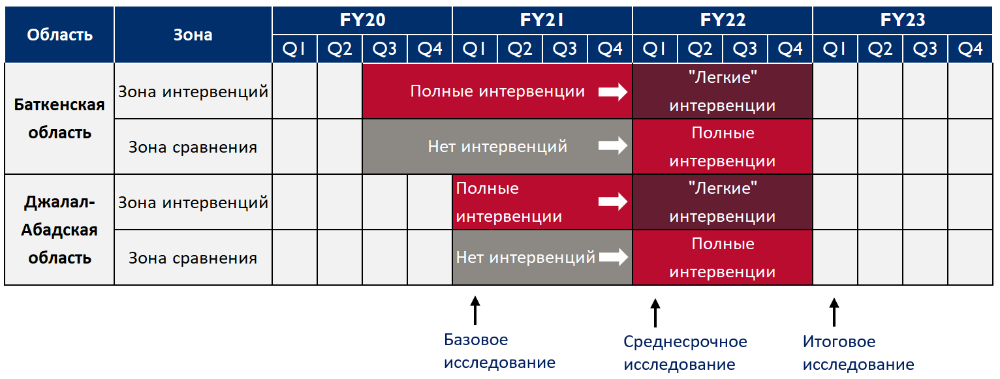 Область Зона FY20 FY21 FY22 FY23
Q1 Q2 Q3 Q4 Q1 Q2 Q3 Q4 Q1 Q2 Q3 Q4 Q1 Q2 Q3 Q4
Баткенская
область
Зона интервенций
Полные интервенции
"Легкие"
интервенции
Зона сравнения
Нет интервенций
Полные
интервенции
Джалал-
Абадская
область
Зона интервенций
Полные
интервенции
"Легкие"
интервенции
Зона сравнения
Нет интервенций
Полные
интервенции
Базовое
исследование
Среднесрочное
исследование
Итоговое
исследование